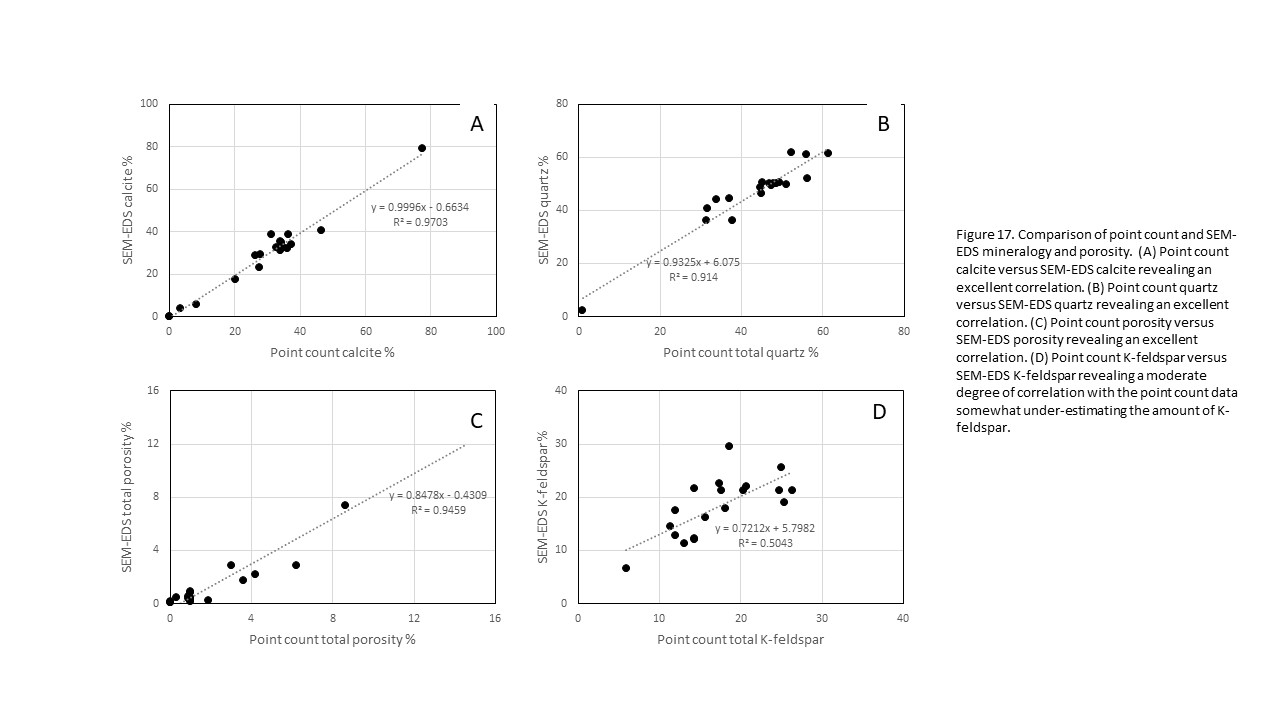 100
80
60
40
20
0
0
20
40
60
80
100
SEM-EDS calcite %
Point count calcite %
A
y = 0.9996x - 0.6634
R² = 0.9703
80
60
40
20
0
0
20
40
60
80
SEM-EDS quartz %
Point count total quartz %
B
y = 0.9325x + 6.075
R² = 0.914
16
12
8
4
0
0
4
8
12
16
SEM-EDS total porosity %
Point count total porosity %
C
y = 0.8478x - 0.4309
R² = 0.9459
40
30
20
10
0
0
10
20
30
40
SEM-EDS K-feldspar %
Point count total K-feldspar
D
y = 0.7212x + 5.7982
R² = 0.5043
Figure 17. Comparison of point count and SEM-
EDS mineralogy and porosity. (A) Point count
calcite versus SEM-EDS calcite revealing an
excellent correlation. (B) Point count quartz
versus SEM-EDS quartz revealing an excellent
correlation. (C) Point count porosity versus
SEM-EDS porosity revealing an excellent
correlation. (D) Point count K-feldspar versus
SEM-EDS K-feldspar revealing a moderate
degree of correlation with the point count data
somewhat under-estimating the amount of K-
feldspar.